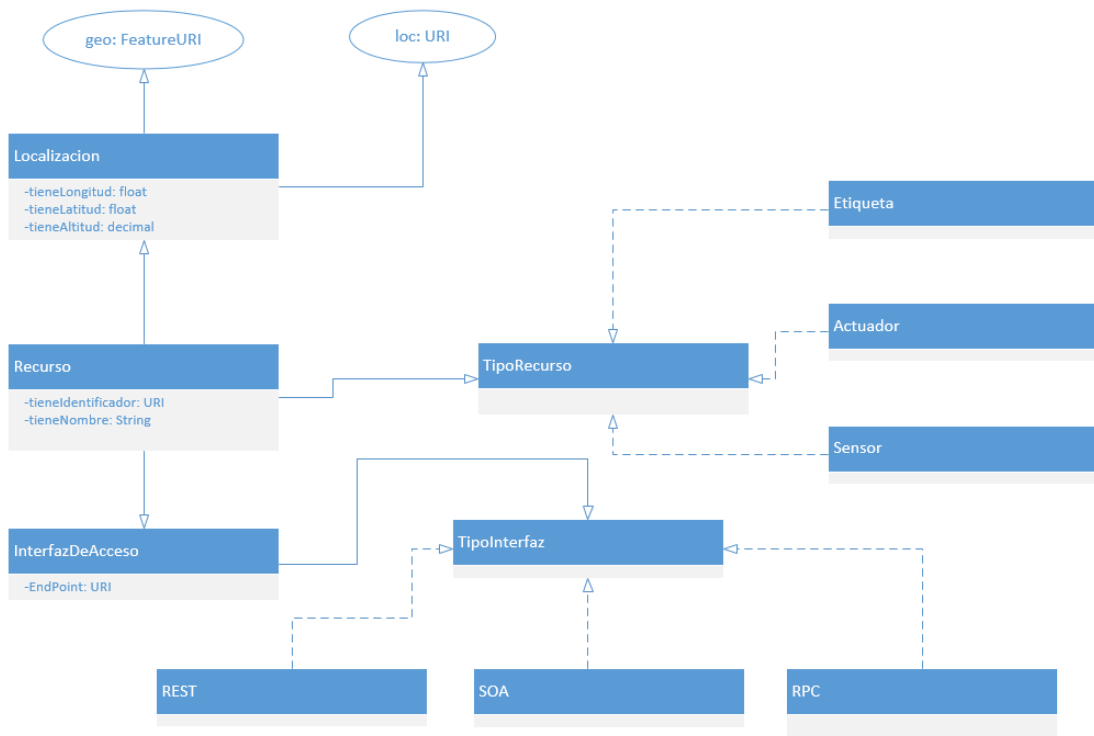 geo: FeatureURI
loc: URI
Localizacion
-tieneLongitud: float
-tieneLatitud: float
-tieneAltitud: decimal
Etiqueta
Actuador
Recurso
-tieneIdentificador: URI
-tieneNombre: String
TipoRecurso
Sensor
InterfazDeAcceso
-EndPoint: URI
TipoInterfaz
REST
SOA
RPC